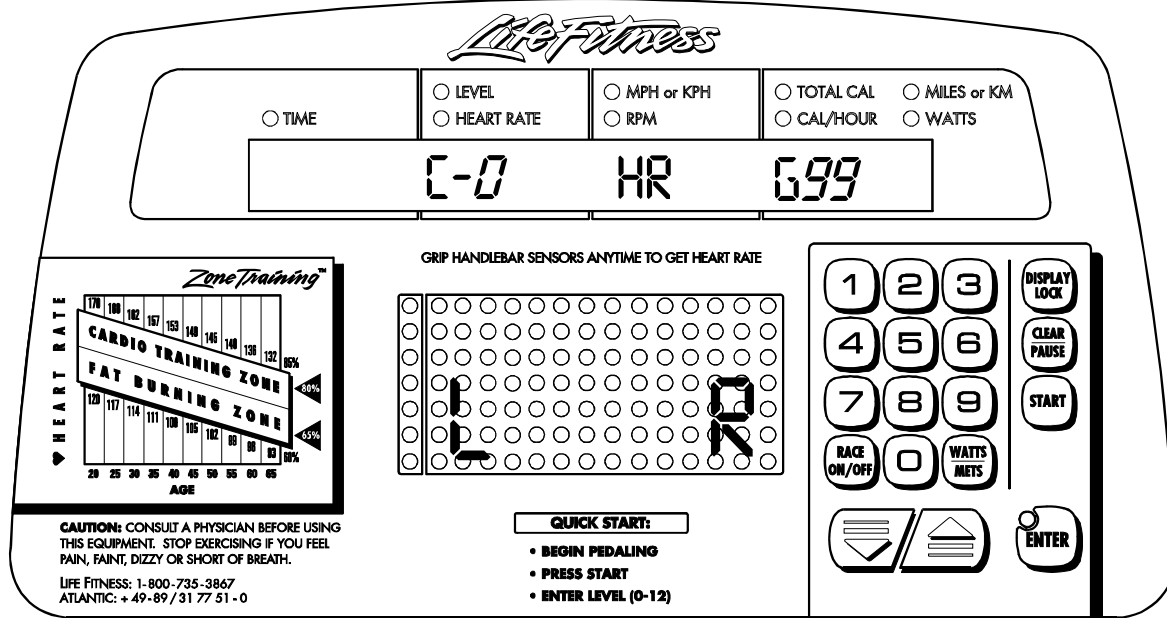 Life Fitness
LEVEL
MPH or KPH
TOTAL CAL
MILES or KM
TIME
HEART RATE
RPM
CAL/HOUR
WATTS
C-0 HR G99
GRIP HANDLEBAR SENSORS ANYTIME TO GET HEART RATE
Zone Training™
HEART RATE
170 168 162 157 153 149 145 140 136 132 85%
CARDIO TRAINING ZONE
80%
FAT BURNING ZONE
65%
120 117 114 111 108 105 102 99 96 93 60%
20 25 30 35 40 45 50 55 60 65
AGE
CAUTION: CONSULT A PHYSICIAN BEFORE USING
THIS EQUIPMENT. STOP EXERCISING IF YOU FEEL
PAIN, FAINT, DIZZY OR SHORT OF BREATH.
LIFE FITNESS: 1-800-735-3867
ATLANTIC: + 49-89 / 31 77 51 - 0
L R
QUICK START:
• BEGIN PEDALING
• PRESS START
• ENTER LEVEL (0-12)
1 2 3
DISPLAY
LOCK
4 5 6
CLEAR
PAUSE
7 8 9
START
RACE
ON/OFF
0
WATTS
METS
ENTER